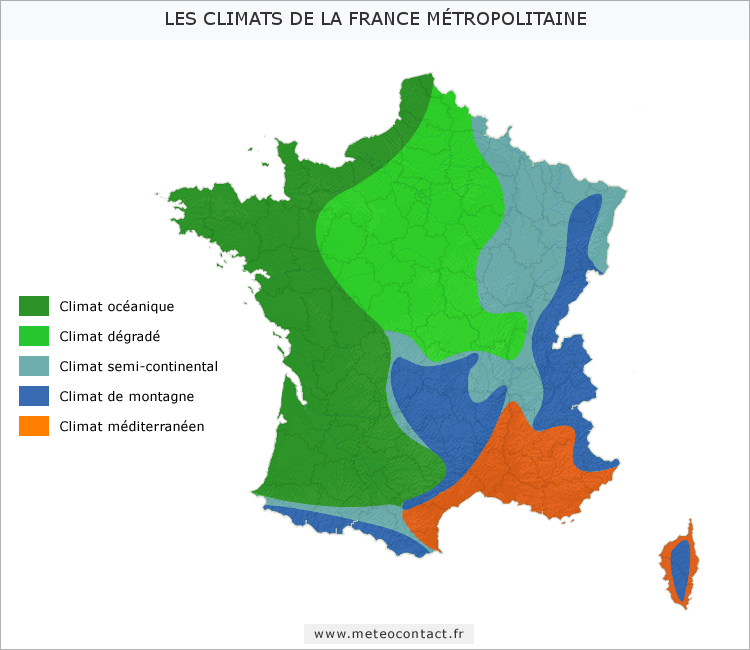 LES CLIMATS DE LA FRANCE MÉTROPOLITAINE
Climat océanique
Climat dégradé
Climat semi-continental
Climat de montagne
Climat méditerranéen
www.meteocontact.fr